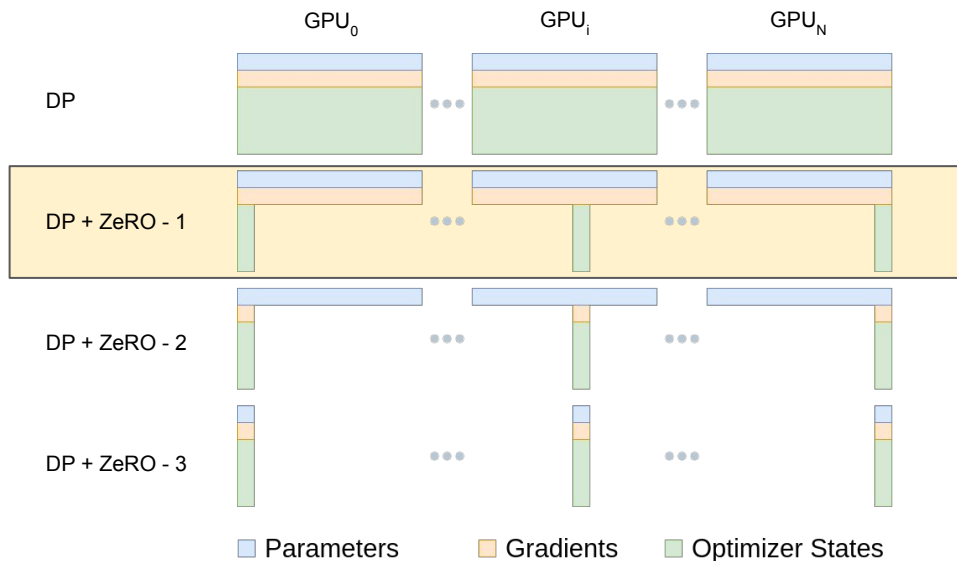 GPU0 GPUi GPUN
DP
DP + ZeRO - 1
DP + ZeRO - 2
DP + ZeRO - 3
Parameters Gradients Optimizer States